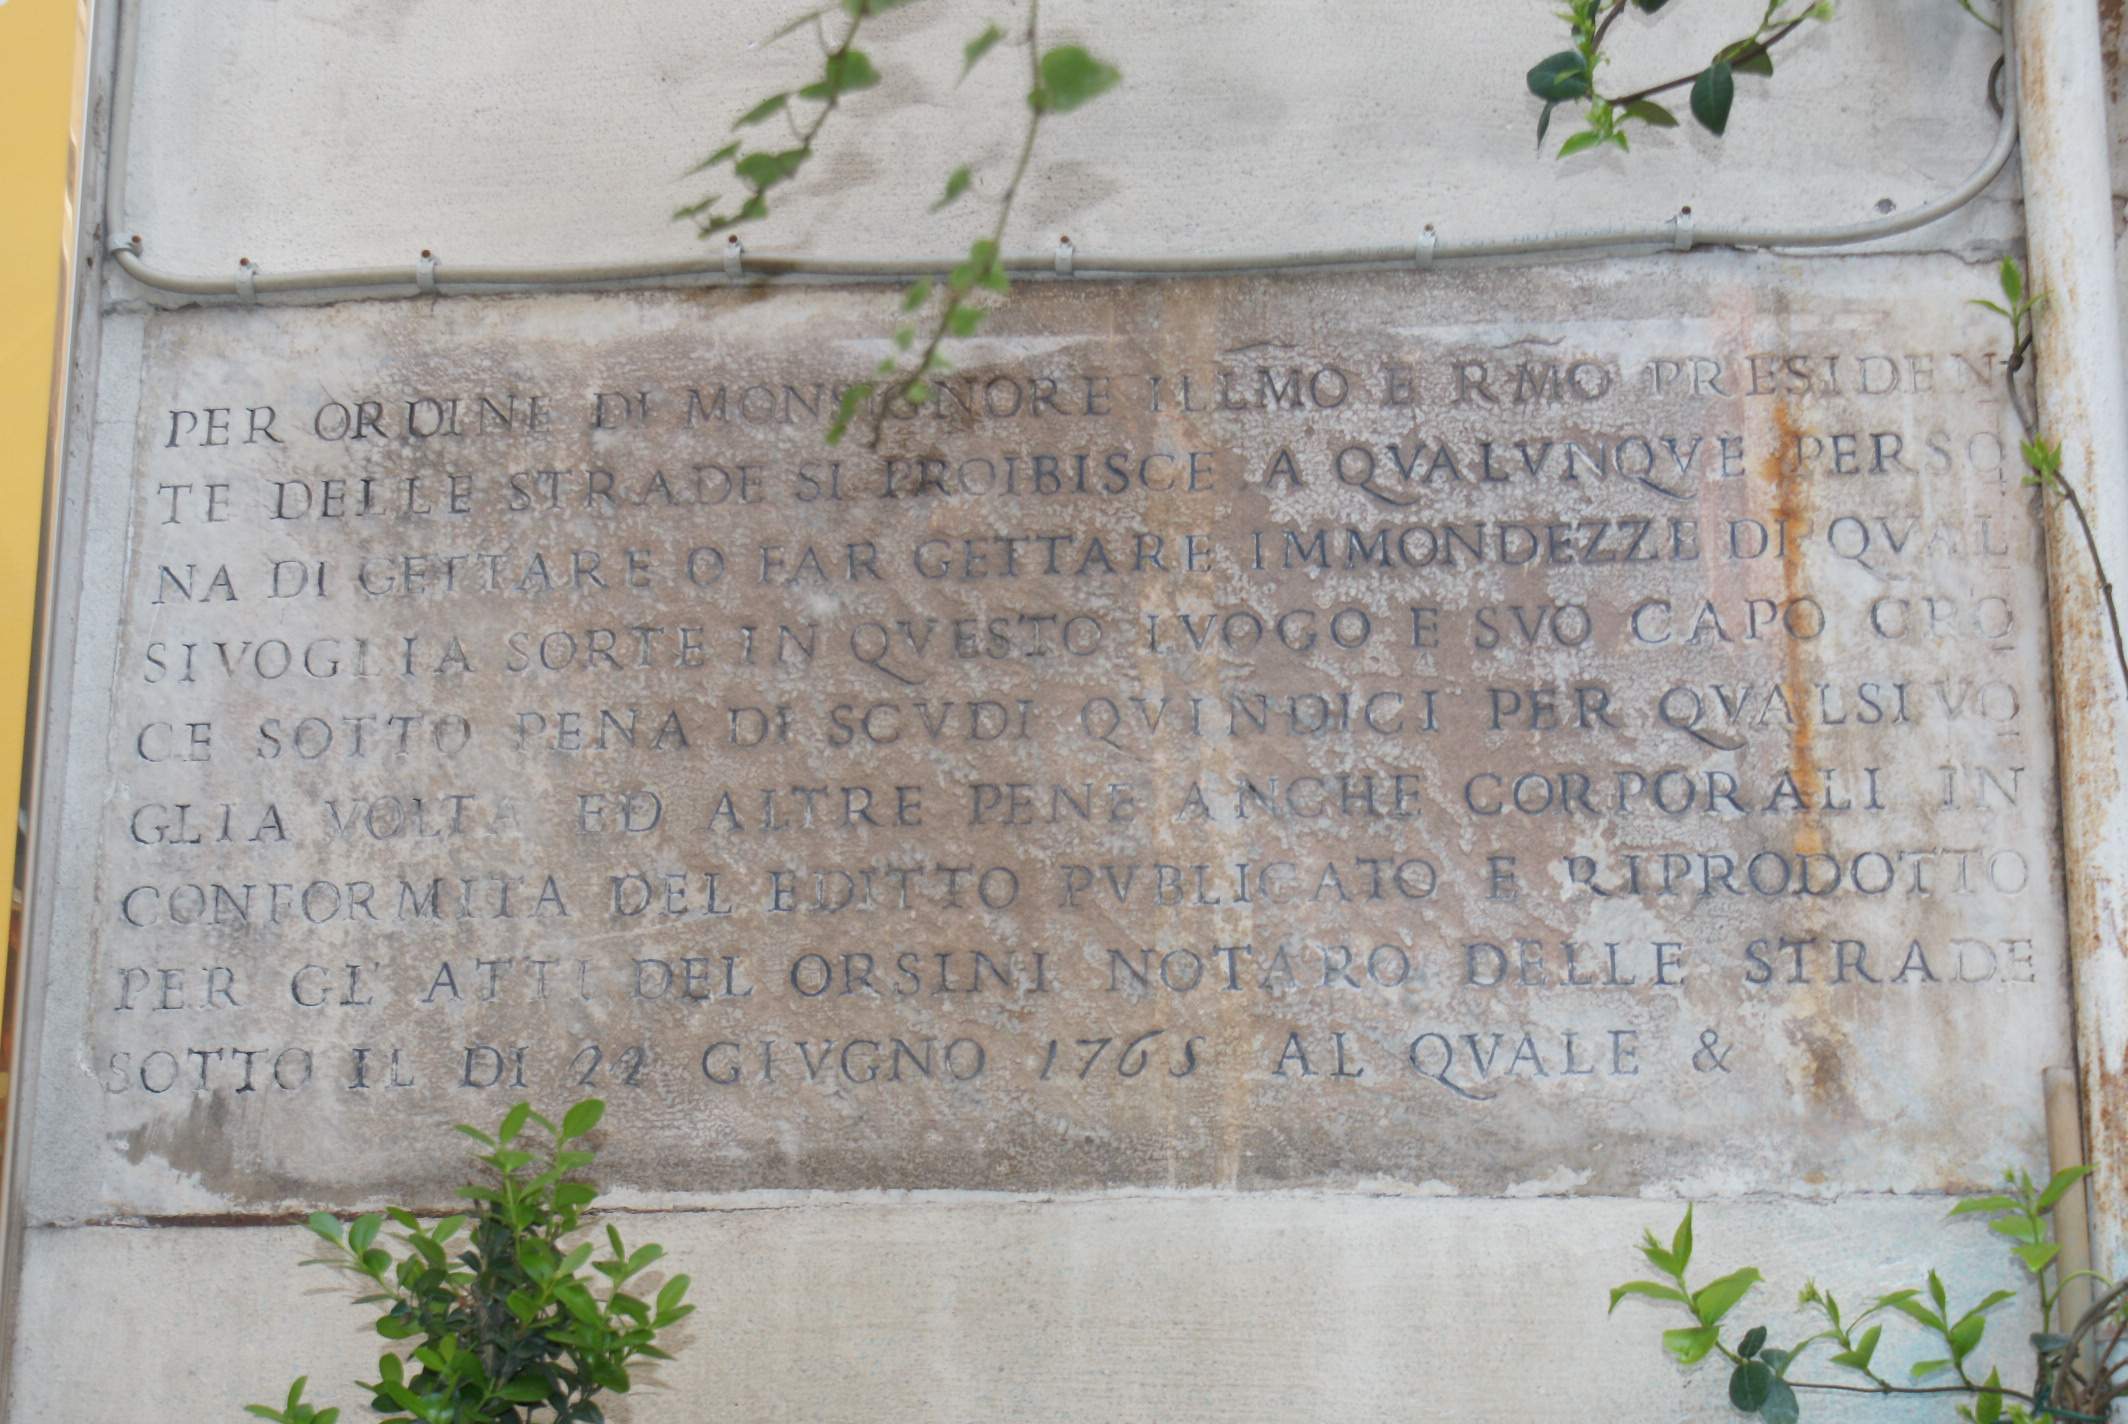 PER ORDINE DI MONSIGNORE ILLMO E RMO PRESIDEN
TE DELLE STRADE SI PROIBISCE A QVALVNQVE PERSO
NA DI GETTARE O FAR GETTARE IMMONDEZZE DI QVAL
SIVOGLIA SORTE IN QVESTO LVOGO E SVO CAPO CRO
CE SOTTO PENA DI SCVDI QVINDICI PER QVALSIVO
GLIA VOLTA ED ALTRE PENE ANCHE CORPORALI IN
CONFORMITA DEL EDITTO PVBLICATO E RIPRODOTTO
PER GL' ATTI DEL ORSINI NOTARO DELLE STRADE
SOTTO IL DI 22 GIVGNO 1765 AL QVALE &